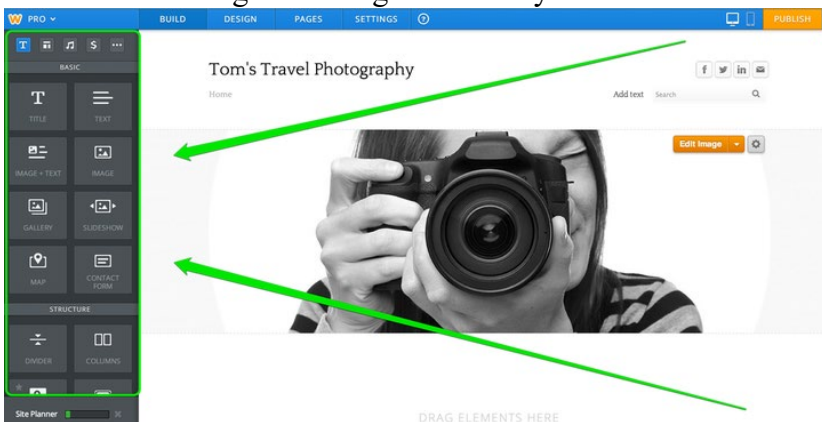 PRO
BUILD
DESIGN
PAGES
SETTINGS
?
PUBLISH
T
$
BASIC
T
TITLE
TEXT
IMAGE + TEXT
IMAGE
GALLERY
SLIDESHOW
MAP
CONTACT
FORM
STRUCTURE
DIVIDER
COLUMNS
Site Planner
Tom's Travel Photography
f
in
Home
Add text
Search
Edit Image
DRAG ELEMENTS HERE